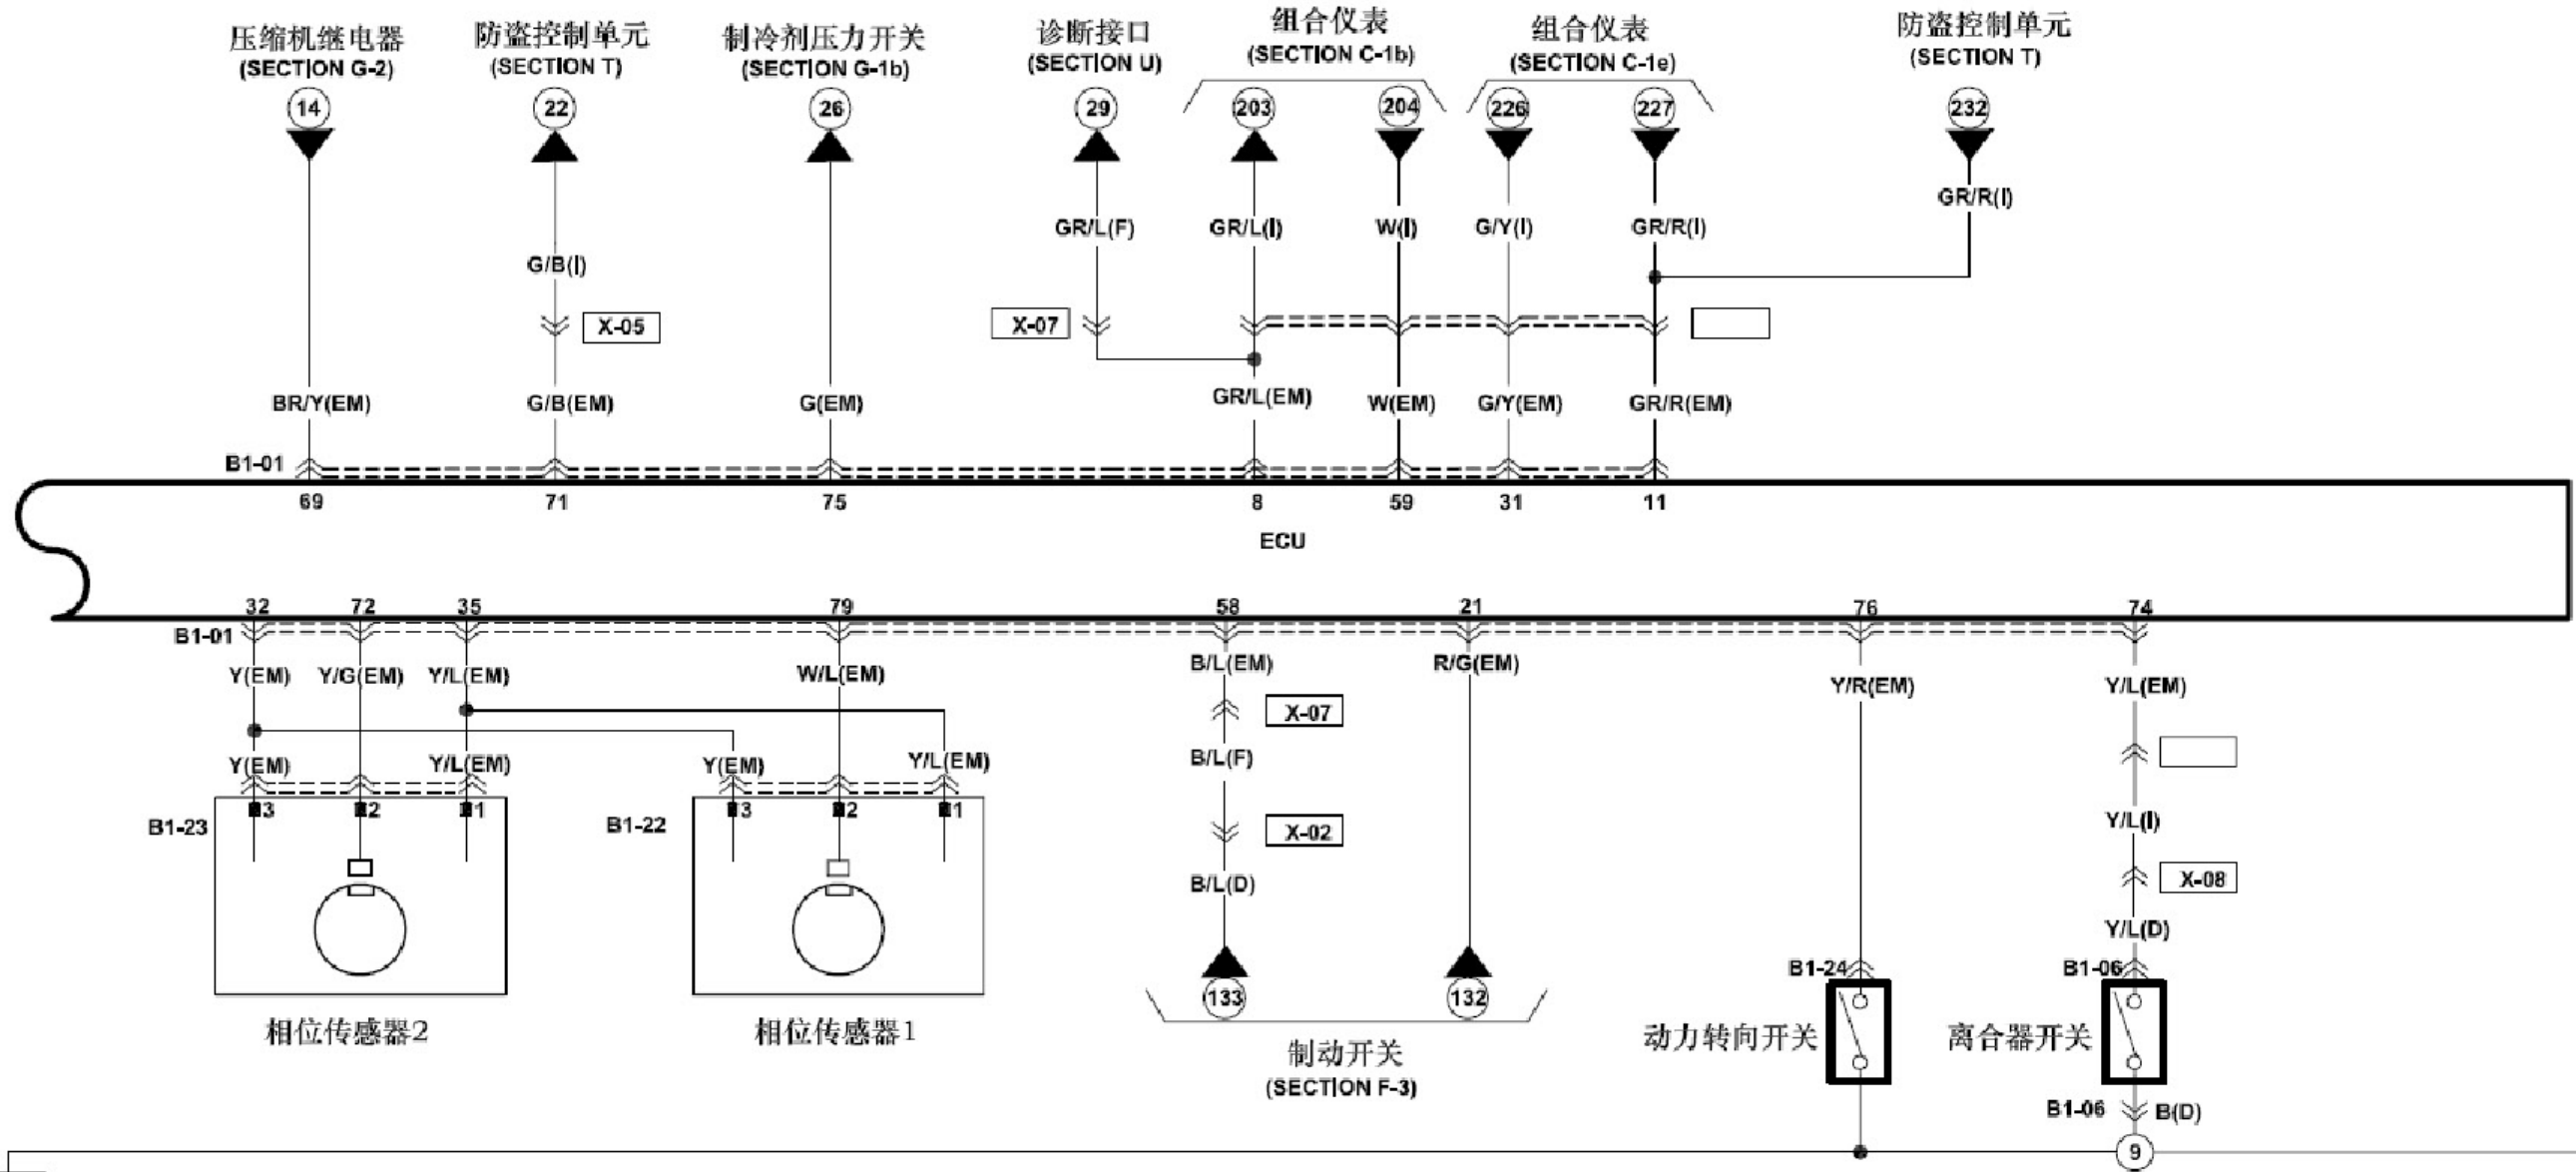 压缩机继电器
(SECTION G-2)
防盗控制单元
(SECTION T)
制冷剂压力开关
(SECTION G-1b)
诊断接口
(SECTION U)
组合仪表
(SECTION C-1b)
组合仪表
(SECTION C-1e)
防盗控制单元
(SECTION T)
14
22
26
29
203
204
226
227
232
GR/R(I)
GR/L(F)
GR/L(I)
W(I)
G/Y(I)
GR/R(I)
G/B(I)
X-05
X-07
BR/Y(EM)
G/B(EM)
G(EM)
GR/L(EM)
W(EM)
G/Y(EM)
GR/R(EM)
B1-01
69
71
75
8
59
31
11
ECU
32
72
35
79
58
21
76
74
B1-01
Y(EM)
Y/G(EM)
Y/L(EM)
W/L(EM)
B/L(EM)
R/G(EM)
Y/R(EM)
Y/L(EM)
X-07
Y(EM)
Y/L(EM)
Y(EM)
Y/L(EM)
B/L(F)
3
2
1
3
2
1
B1-23
B1-22
X-02
Y/L(I)
B/L(D)
X-08
Y/L(D)
B1-24
B1-06
133
132
相位传感器2
相位传感器1
制动开关
(SECTION F-3)
动力转向开关
离合器开关
B1-06
B(D)
9